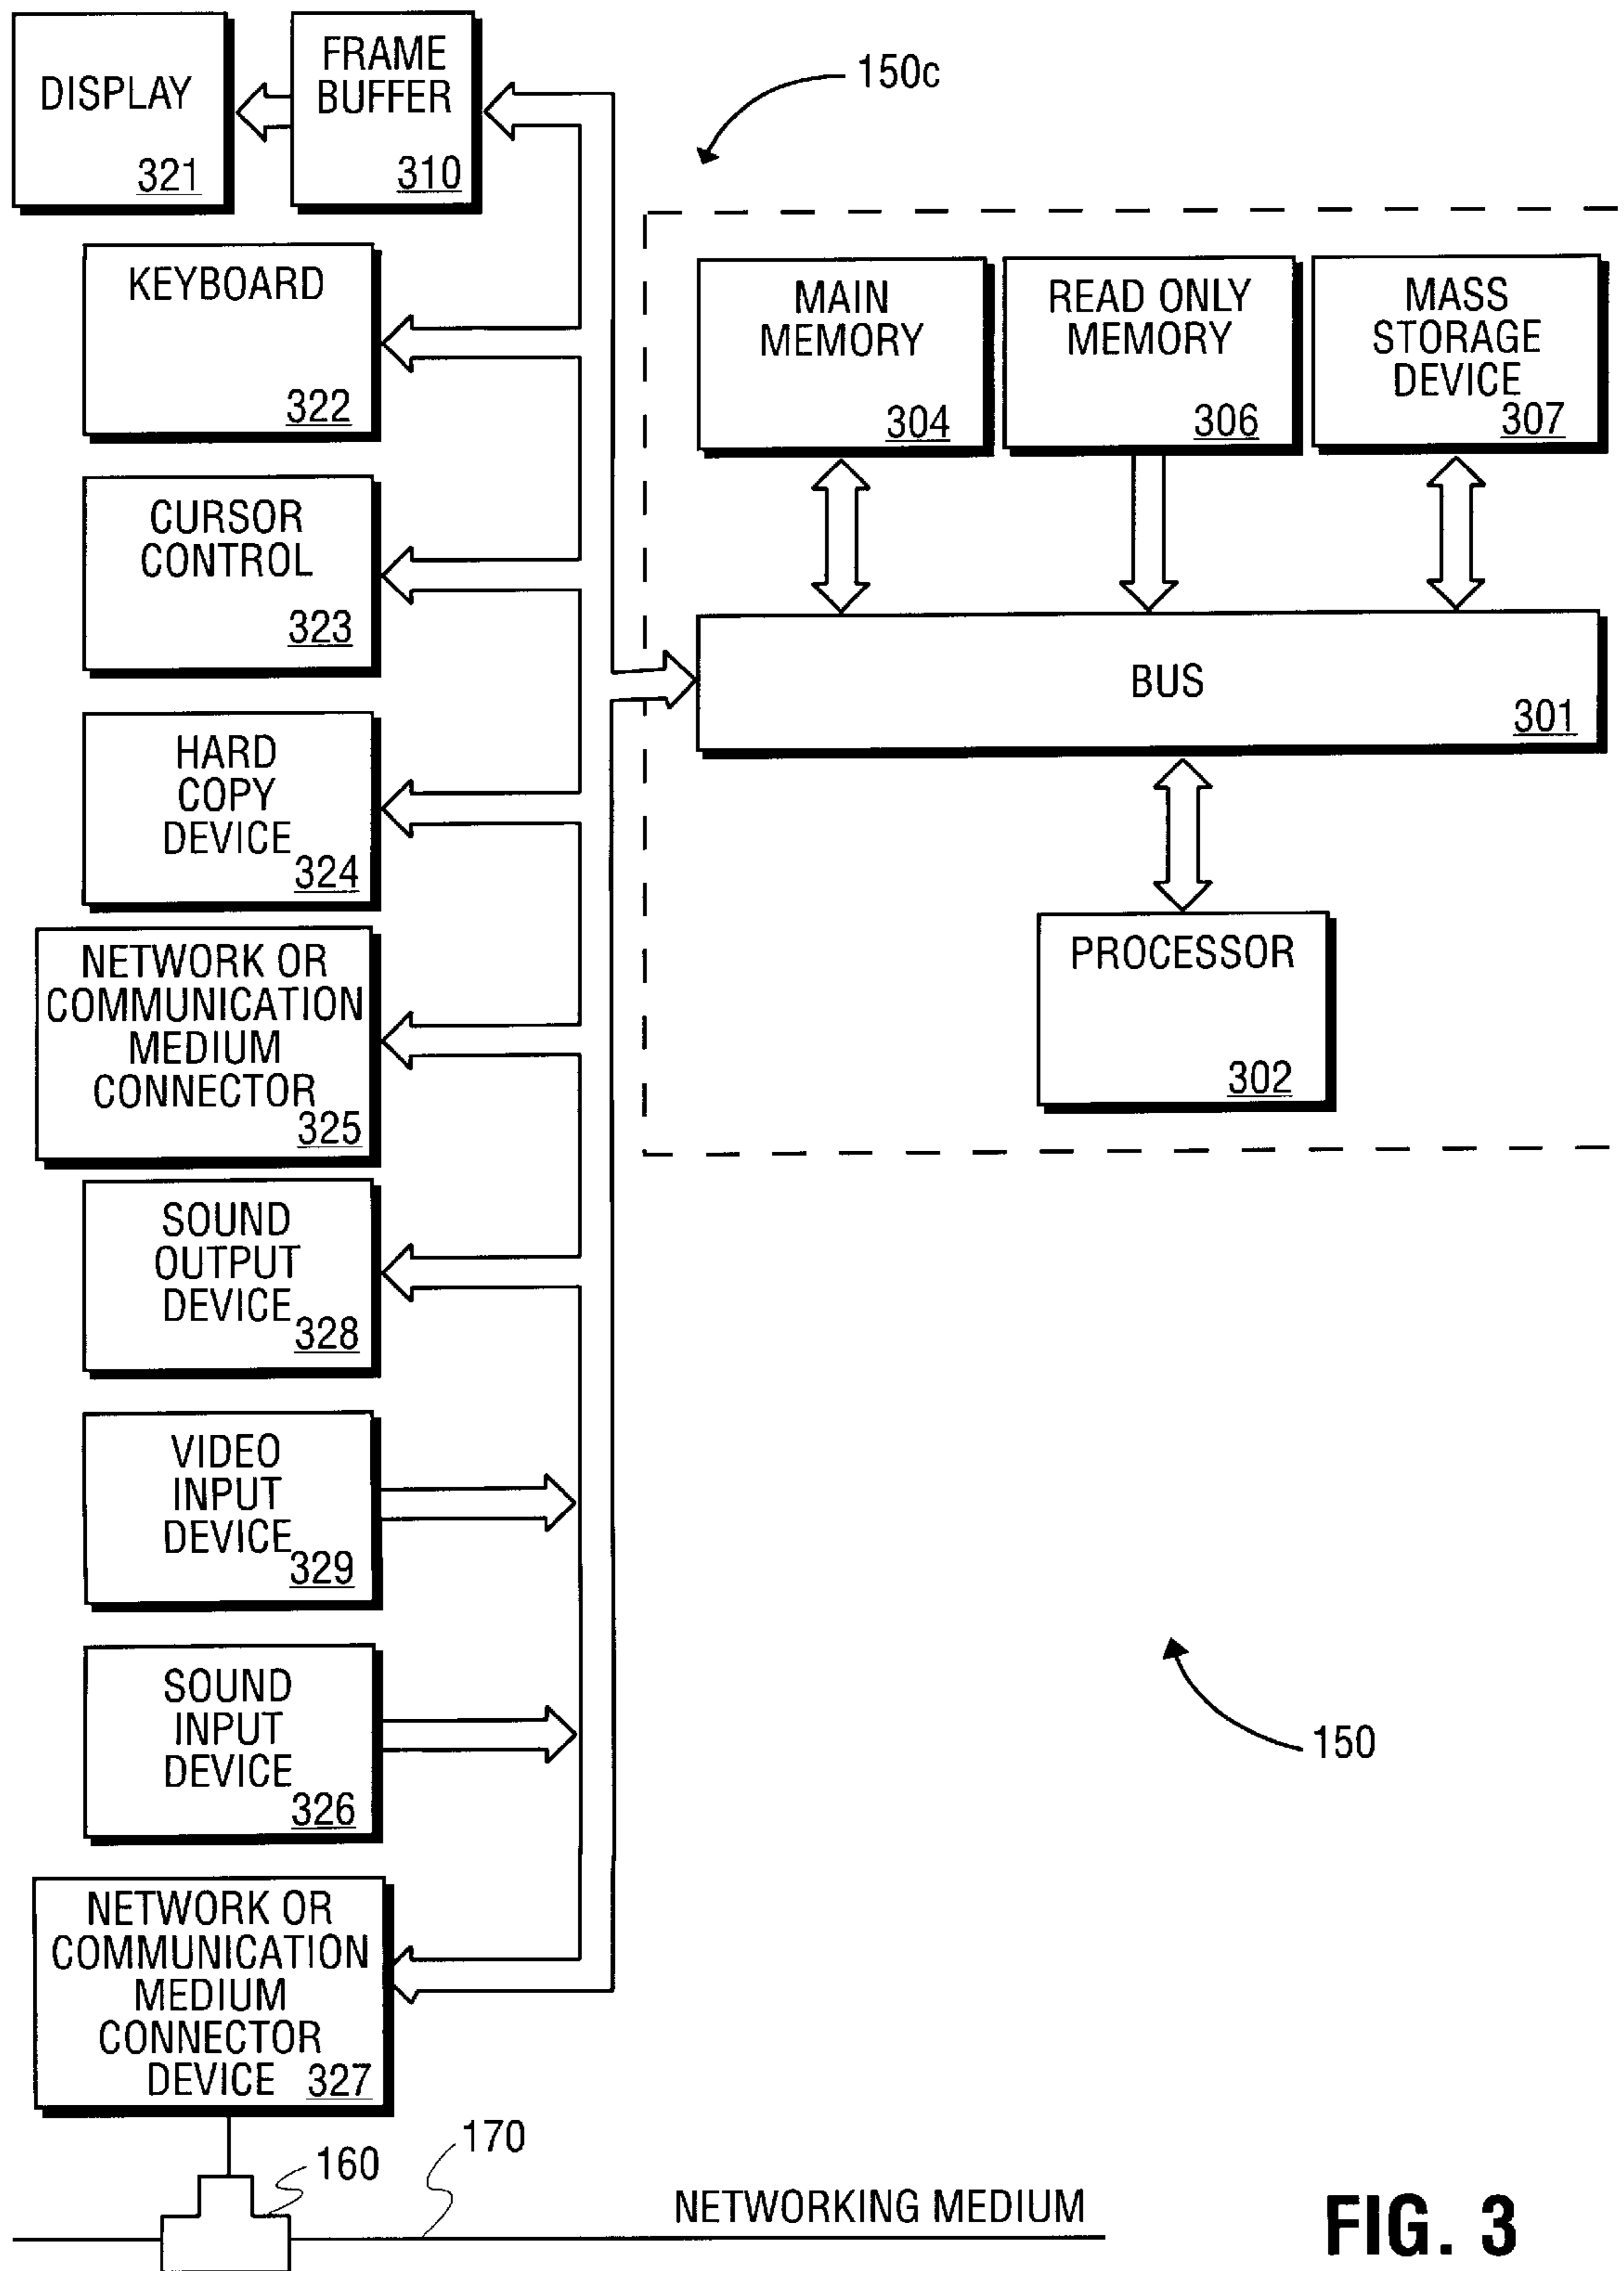 DISPLAY
321
FRAME
BUFFER
310
150c
KEYBOARD
322
MAIN
MEMORY
304
READ ONLY
MEMORY
306
MASS
STORAGE
DEVICE
307
CURSOR
CONTROL
323
BUS
301
HARD
COPY
DEVICE
324
PROCESSOR
302
NETWORK OR
COMMUNICATION
MEDIUM
CONNECTOR
325
SOUND
OUTPUT
DEVICE
328
VIDEO
INPUT
DEVICE
329
SOUND
INPUT
DEVICE
326
150
NETWORK OR
COMMUNICATION
MEDIUM
CONNECTOR
DEVICE 327
160
170
NETWORKING MEDIUM
FIG. 3